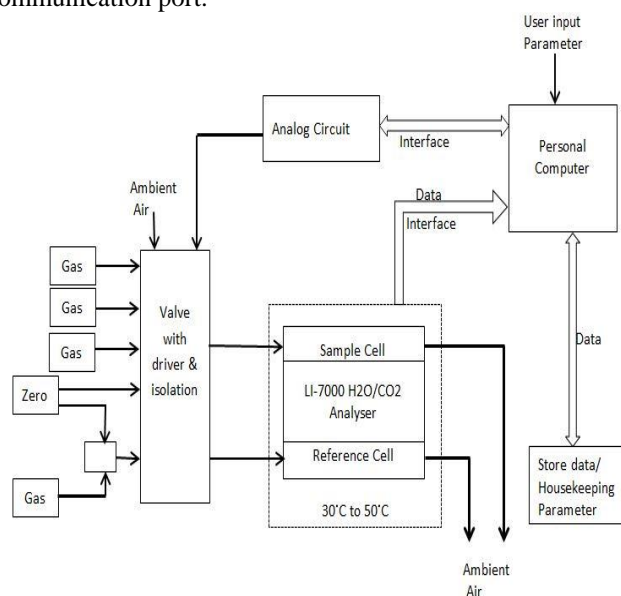 ommunication port.
User input
Parameter
Analog Circuit
Interface
Personal
Computer
Ambient
Air
Data
Interface
Gas
Gas
Gas
Zero
Gas
Valve
with
driver &
isolation
Sample Cell
LI-7000 H2O/CO2
Analyser
Reference Cell
30°C to 50°C
Data
Store data/
Housekeeping
Parameter
Ambient
Air